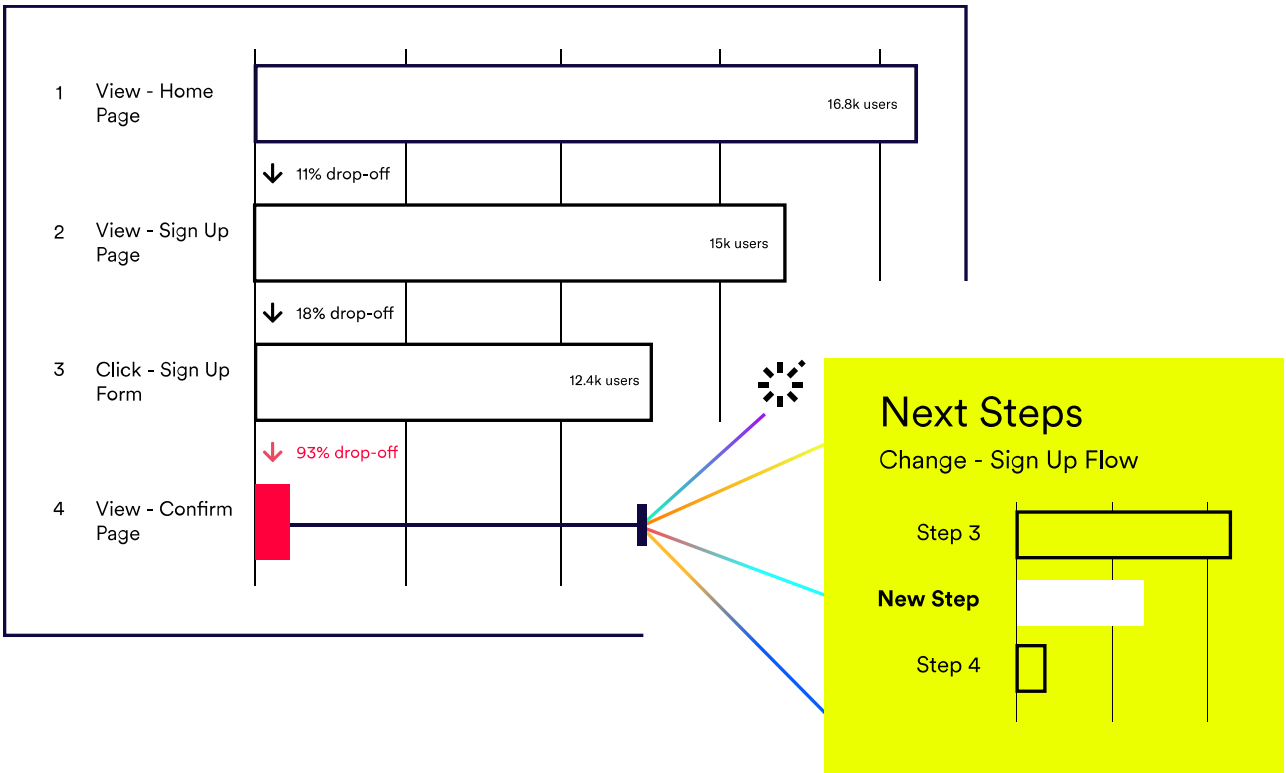 1
View - Home
Page
16.8k users
11% drop-off
2
View - Sign Up
Page
15k users
18% drop-off
3
Click - Sign Up
Form
12.4k users
93% drop-off
4
View - Confirm
Page
Next Steps
Change - Sign Up Flow
Step 3
New Step
Step 4